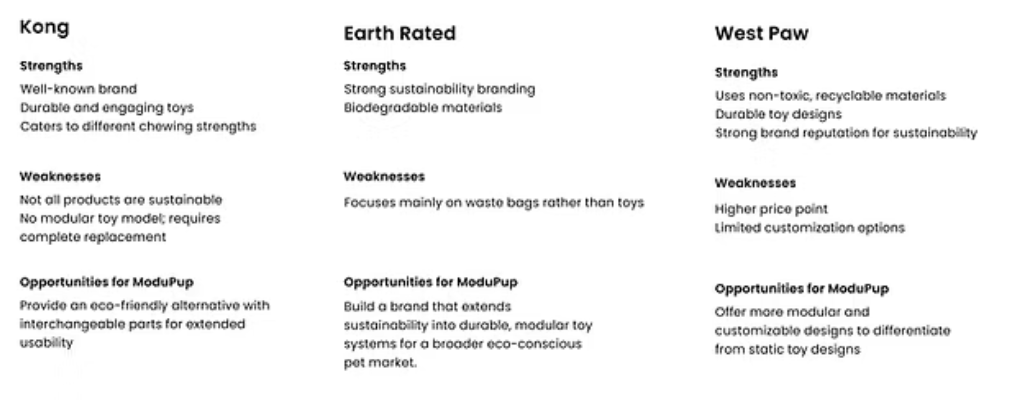 Kong
Strengths
Well-known brand
Durable and engaging toys
Caters to different chewing strengths
Weaknesses
Not all products are sustainable
No modular toy model; requires
complete replacement
Opportunities for ModuPup
Provide an eco-friendly alternative with
interchangeable parts for extended
usability
Earth Rated
Strengths
Strong sustainability branding
Biodegradable materials
Weaknesses
Focuses mainly on waste bags rather than toys
Opportunities for ModuPup
Build a brand that extends
sustainability into durable, modular toy
systems for a broader eco-conscious
pet market.
West Paw
Strengths
Uses non-toxic, recyclable materials
Durable toy designs
Strong brand reputation for sustainability
Weaknesses
Higher price point
Limited customization options
Opportunities for ModuPup
Offer more modular and
customizable designs to differentiate
from static toy designs